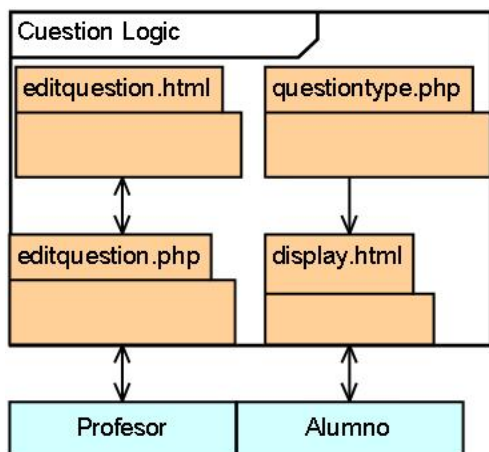 Cuestion Logic
editquestion.html
questiontype.php
editquestion.php
display.html
Profesor
Alumno